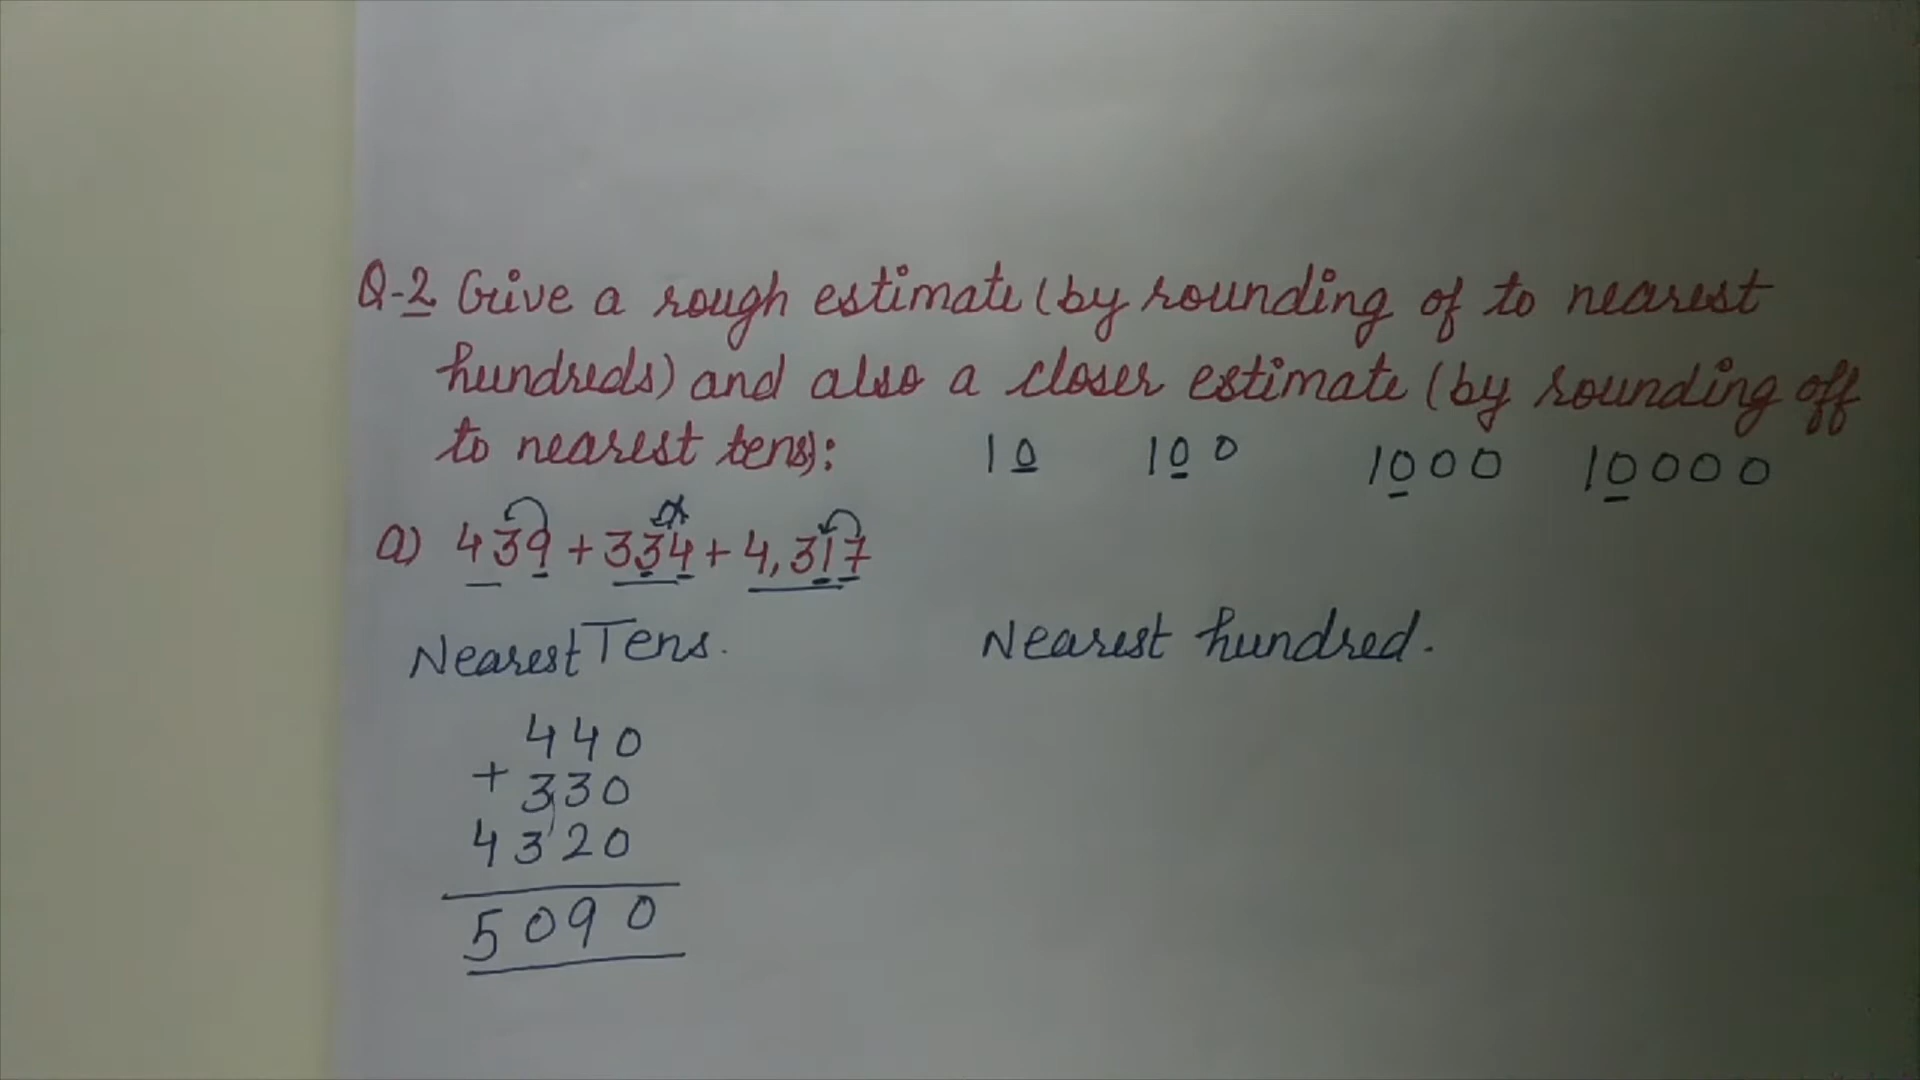 Q-2 Give a rough estimate (by rounding of to nearest
hundreds) and also a closer estimate (by rounding off
to nearest tens): 10 100 1000 10000
a) 439 + 334 + 4,317
Nearest Tens. Nearest hundred.
440
+ 330
4320
5090